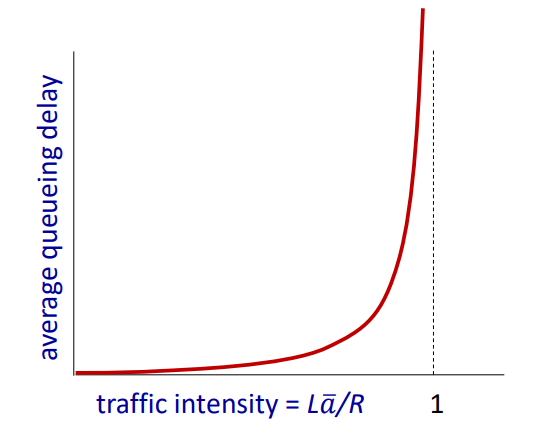 average queueing delay
traffic intensity = La̅/R
1